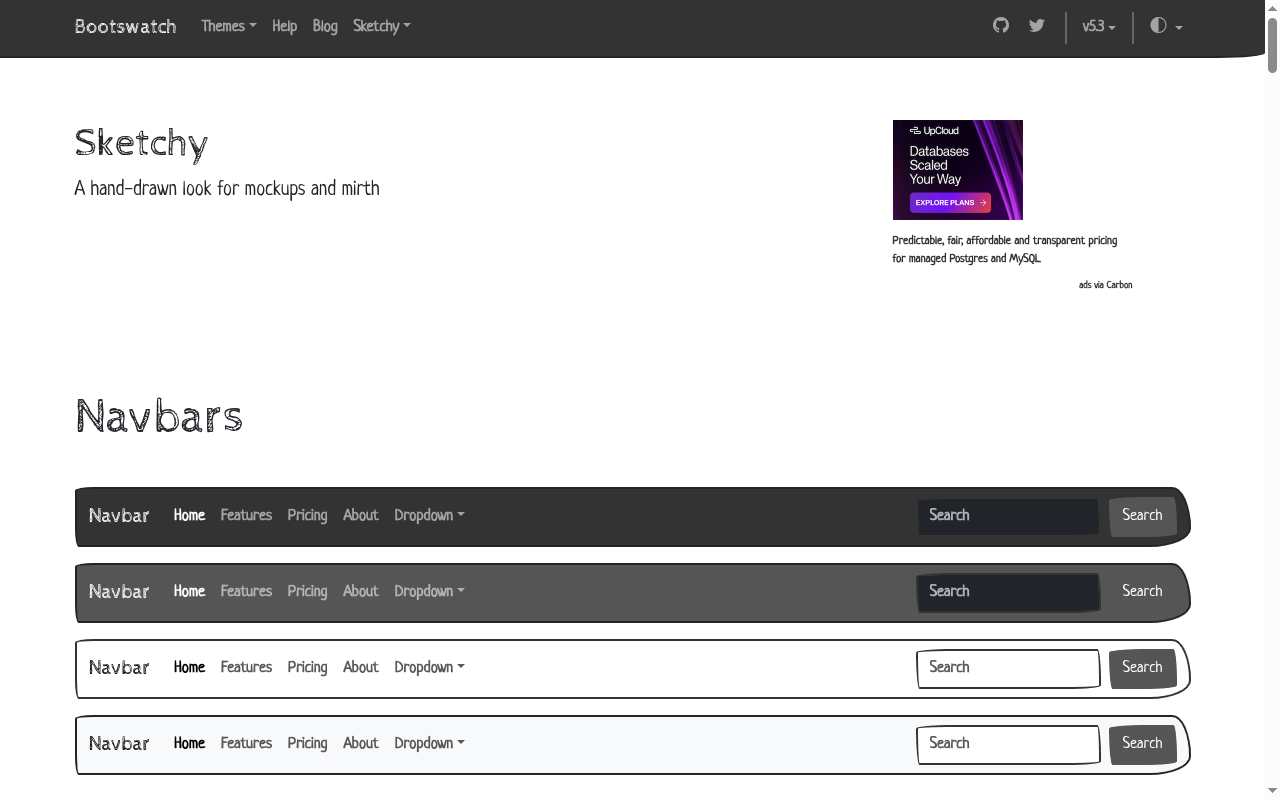 Bootswatch Themes Help Blog Sketchy v5.3
Sketchy
A hand-drawn look for mockups and mirth
UpCloud
Databases
Scaled
Your Way
EXPLORE PLANS →
Predictable, fair, affordable and transparent pricing
for managed Postgres and MySQL.
ads via Carbon
Navbars
Navbar Home Features Pricing About Dropdown Search Search
Navbar Home Features Pricing About Dropdown Search Search
Navbar Home Features Pricing About Dropdown Search Search
Navbar Home Features Pricing About Dropdown Search Search